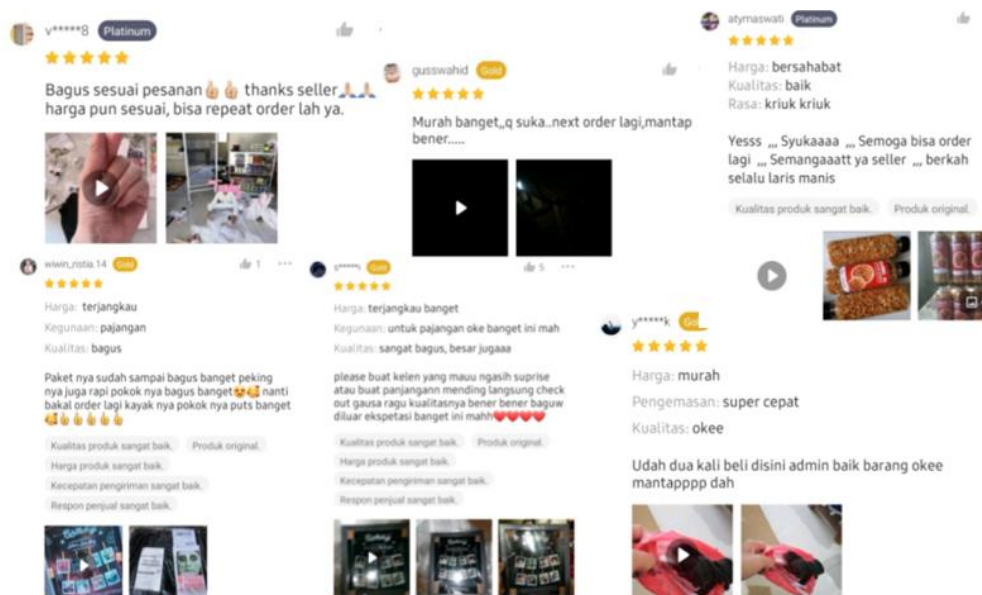 v*****8 Platinum
Bagus sesuai pesanan👍🏻👍🏻 thanks seller🙏🏻🙏🏻
harga pun sesuai, bisa repeat order lah ya.
gusswahid Gold
Murah banget,,q suka..next order lagi,mantap
bener.....
atymaswati Platinum
Harga: bersahabat
Kualitas: baik
Rasa: kriuk kriuk
Yesss ,,, Syukaaaa ,,, Semoga bisa order
lagi ,,, Semangaaatt ya seller ,,, berkah
selalu laris manis
Kualitas produk sangat baik. Produk original.
wiwin_ristia.14 Gold
1
Harga: terjangkau
Kegunaan: pajangan
Kualitas: bagus
Paket nya sudah sampai bagus banget peking
nya juga rapi pokok nya bagus banget😍🥰 nanti
bakal order lagi kayak nya pokok nya puts banget
🥰👍👍👍👍👍
Kualitas produk sangat baik. Produk original.
Harga produk sangat baik.
Kecepatan pengiriman sangat baik.
Respon penjual sangat baik.
Gold
5
Harga: terjangkau banget
Kegunaan: untuk pajangan oke banget ini mah
Kualitas: sangat bagus, besar jugaaa
please buat kelen yang mauu ngasih suprise
atau buat panjangann mending langsung check
out gausa ragu kualitasnya bener bener baguw
diluar ekspetasi banget ini mahh❤❤❤❤
Kualitas produk sangat baik. Produk original.
Harga produk sangat baik.
Kecepatan pengiriman sangat baik.
Respon penjual sangat baik.
y*****k Go
Harga: murah
Pengemasan: super cepat
Kualitas: okee
Udah dua kali beli disini admin baik barang okee
mantapppp dah